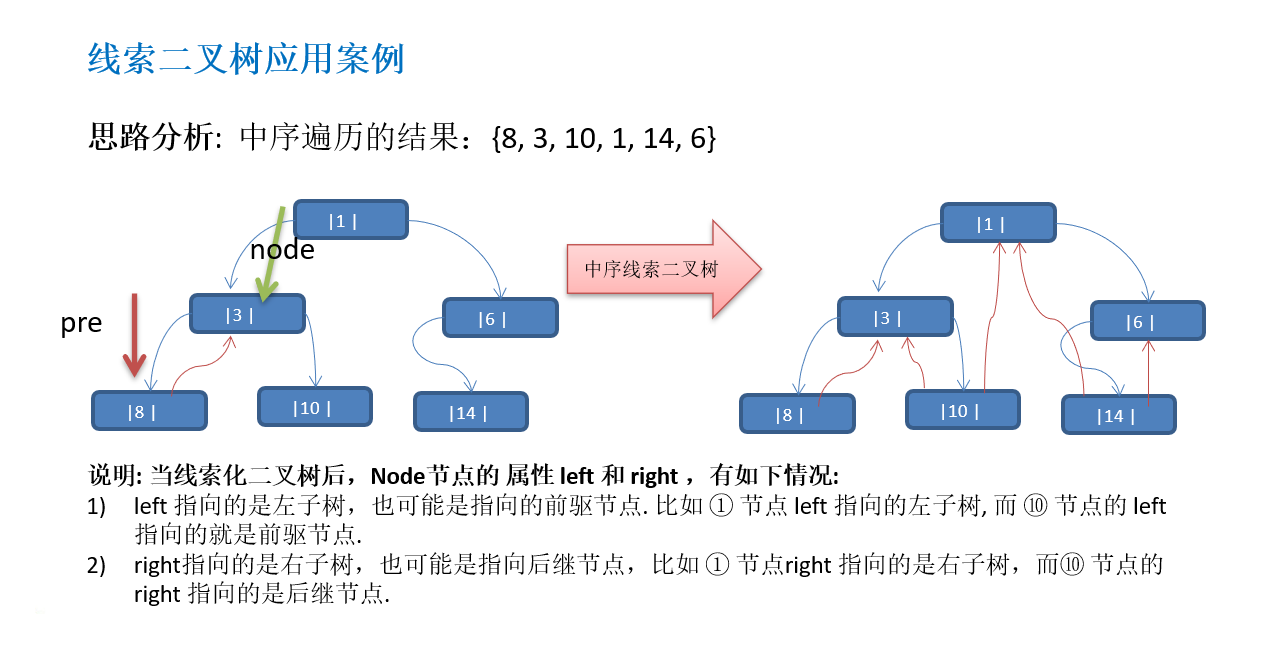 线索二叉树应用案例
思路分析: 中序遍历的结果：{8, 3, 10, 1, 14, 6}
|1 |
node
|3 |
|6 |
pre
|8 |
|10 |
|14 |
中序线索二叉树
|1 |
|3 |
|6 |
|8 |
|10 |
|14 |
说明: 当线索化二叉树后，Node节点的 属性 left 和 right ，有如下情况:
1) left 指向的是左子树，也可能是指向的前驱节点. 比如 ① 节点 left 指向的左子树, 而 ⑩ 节点的 left
指向的就是前驱节点.
2) right指向的是右子树，也可能是指向后继节点，比如 ① 节点right 指向的是右子树，而⑩ 节点的
right 指向的是后继节点.